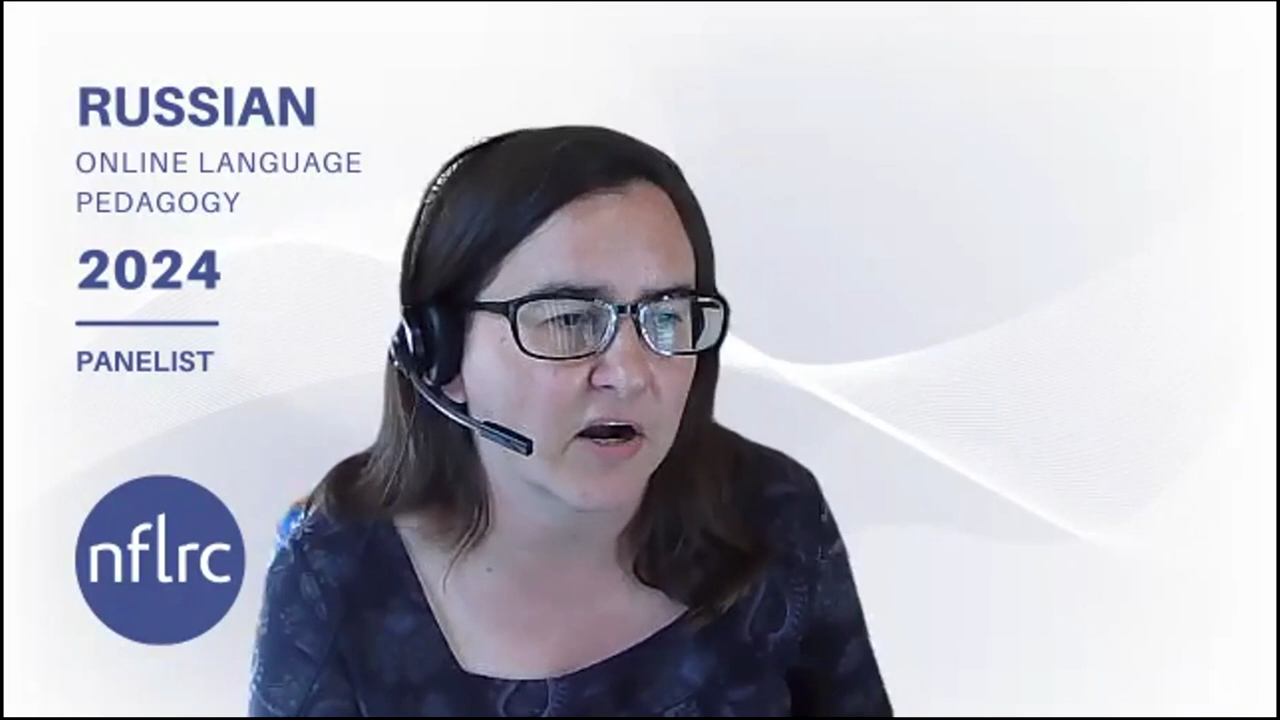 RUSSIAN
ONLINE LANGUAGE
PEDAGOGY
2024
PANELIST
nflrc